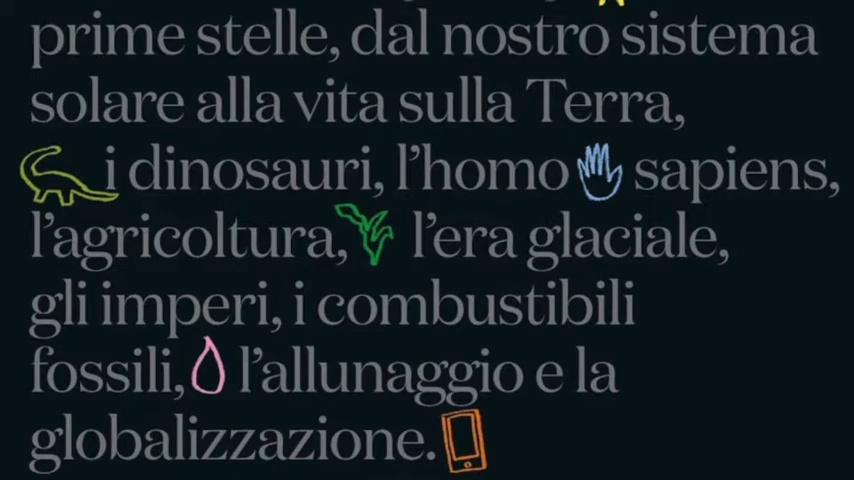 prime stelle, dal nostro sistema
solare alla vita sulla Terra,
i dinosauri, l’homo sapiens,
l’agricoltura, l’era glaciale,
gli imperi, i combustibili
fossili, l’allunaggio e la
globalizzazione.